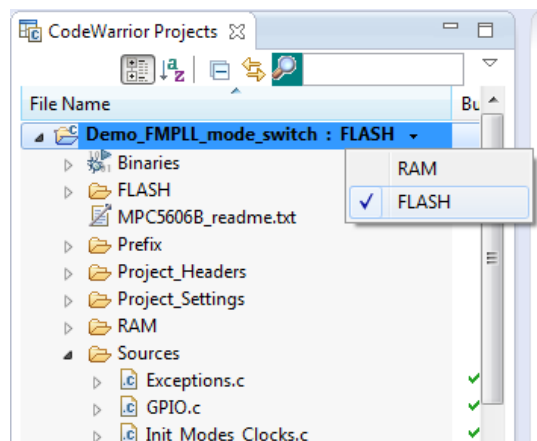 CodeWarrior Projects
File Name Bu
Demo_FMPLL_mode_switch : FLASH
Binaries
RAM
FLASH
FLASH
MPC5606B_readme.txt
Prefix
Project_Headers
Project_Settings
RAM
Sources
Exceptions.c
GPIO.c
Init_Modes_Clocks.c